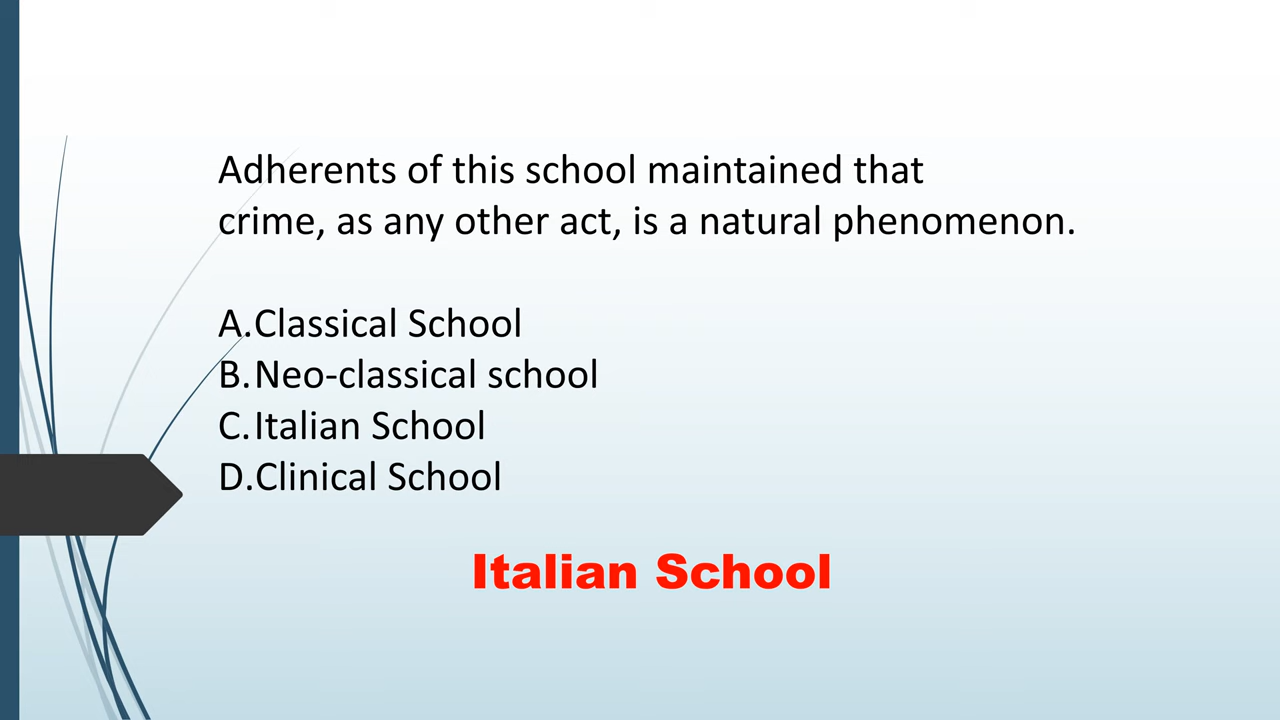 Adherents of this school maintained that
crime, as any other act, is a natural phenomenon.
A.Classical School
B.Neo-classical school
C.Italian School
D.Clinical School
Italian School